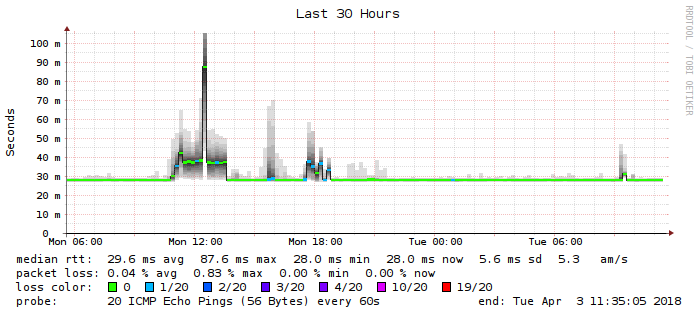 Last 30 Hours
RRDTOOL / TOBI OETIKER
Seconds
100 m
90 m
80 m
70 m
60 m
50 m
40 m
30 m
20 m
10 m
0
Mon 06:00 Mon 12:00 Mon 18:00 Tue 00:00 Tue 06:00
median rtt: 29.6 ms avg 87.6 ms max 28.0 ms min 28.0 ms now 5.6 ms sd 5.3 am/s
packet loss: 0.04 % avg 0.83 % max 0.00 % min 0.00 % now
loss color: 0 1/20 2/20 3/20 4/20 10/20 19/20
probe: 20 ICMP Echo Pings (56 Bytes) every 60s end: Tue Apr 3 11:35:05 2018